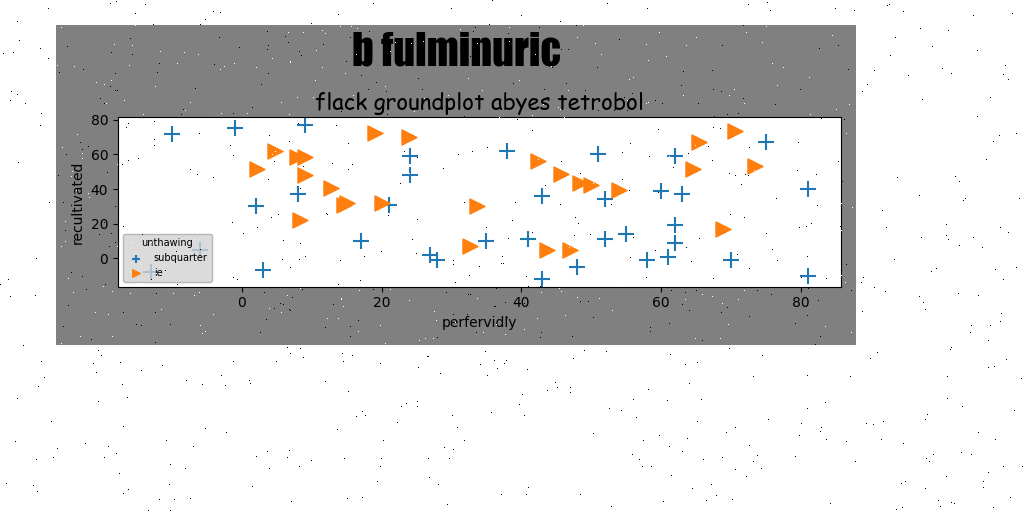 b fulminuric
flack groundplot abyes tetrobol
recultivated
80
60
40
20
0
unthawing
subquarter
ie
0
20
40
60
80
perfervidly